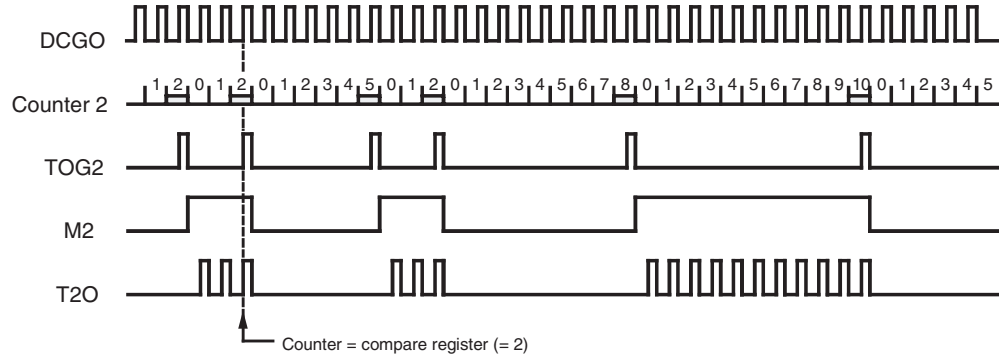 DCGO
Counter 2
1 2 0 1 2 0 1 2 3 4 5 0 1 2 0 1 2 3 4 5 6 7 8 0 1 2 3 4 5 6 7 8 9 10 0 1 2 3 4 5
TOG2
M2
T2O
Counter = compare register (= 2)